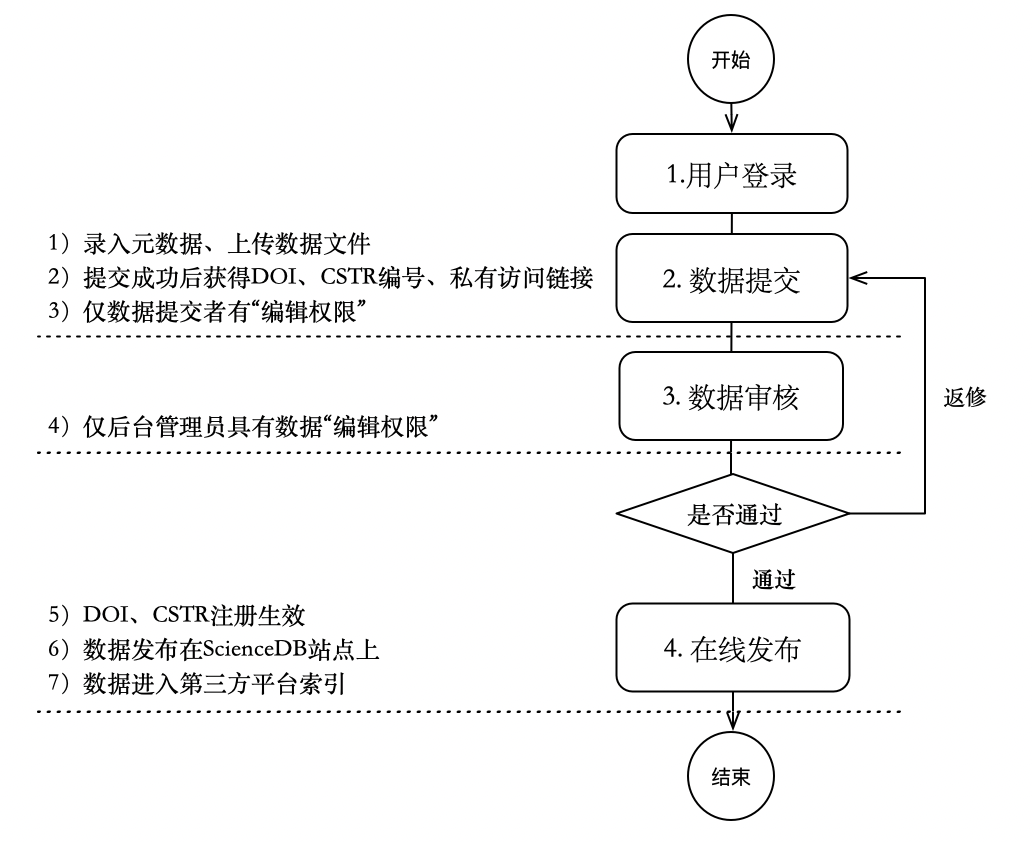 开始
1.用户登录
1）录入元数据、上传数据文件
2）提交成功后获得DOI、CSTR编号、私有访问链接
3）仅数据提交者有“编辑权限”
2. 数据提交
3. 数据审核
返修
4）仅后台管理员具有数据“编辑权限”
是否通过
通过
5）DOI、CSTR注册生效
6）数据发布在ScienceDB站点上
7）数据进入第三方平台索引
4. 在线发布
结束